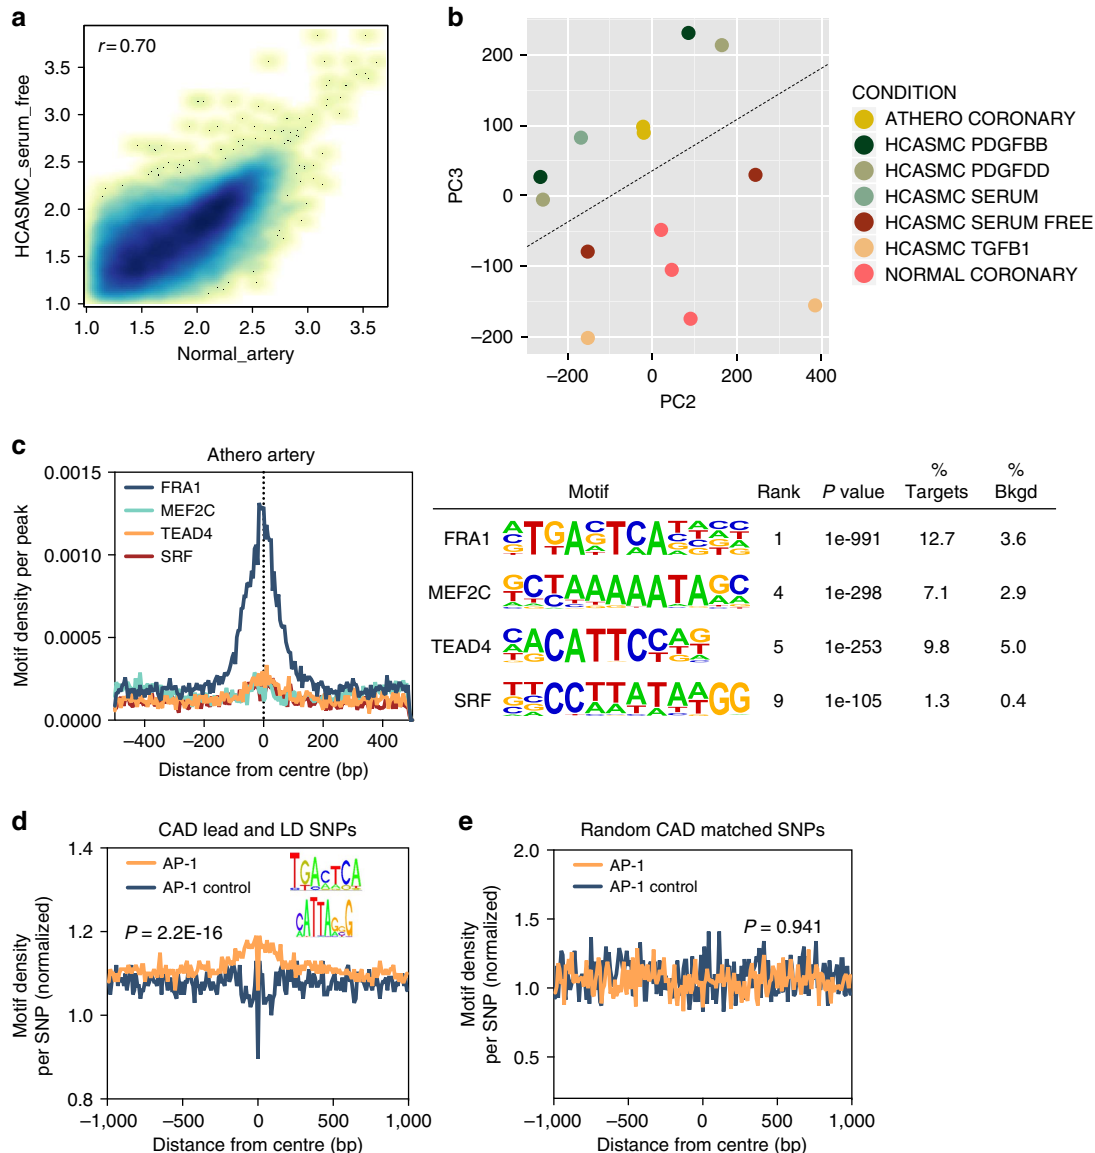 a
r=0.70
HCASMC_serum_free
3.5
3.0
2.5
2.0
1.5
1.0
1.0 1.5 2.0 2.5 3.0 3.5
Normal_artery
b
PC3
200
100
0
−100
−200
−200 0 200 400
PC2
CONDITION
ATHERO CORONARY
HCASMC PDGFBB
HCASMC PDGFDD
HCASMC SERUM
HCASMC SERUM FREE
HCASMC TGFB1
NORMAL CORONARY
c
Athero artery
Motif density per peak
0.0015
0.0010
0.0005
0.0000
FRA1
MEF2C
TEAD4
SRF
−400 −200 0 200 400
Distance from centre (bp)
Motif Rank P value % Targets % Bkgd
FRA1 1 1e-991 12.7 3.6
MEF2C 4 1e-298 7.1 2.9
TEAD4 5 1e-253 9.8 5.0
SRF 9 1e-105 1.3 0.4
d
CAD lead and LD SNPs
Motif density
per SNP (normalized)
1.4
1.2
1.0
0.8
AP-1
AP-1 control
P = 2.2E-16
−1,000 −500 0 500 1,000
Distance from centre (bp)
e
Random CAD matched SNPs
Motif density
per SNP (normalized)
2.0
1.5
1.0
0.5
AP-1
AP-1 control
P = 0.941
−1,000 −500 0 500 1,000
Distance from centre (bp)